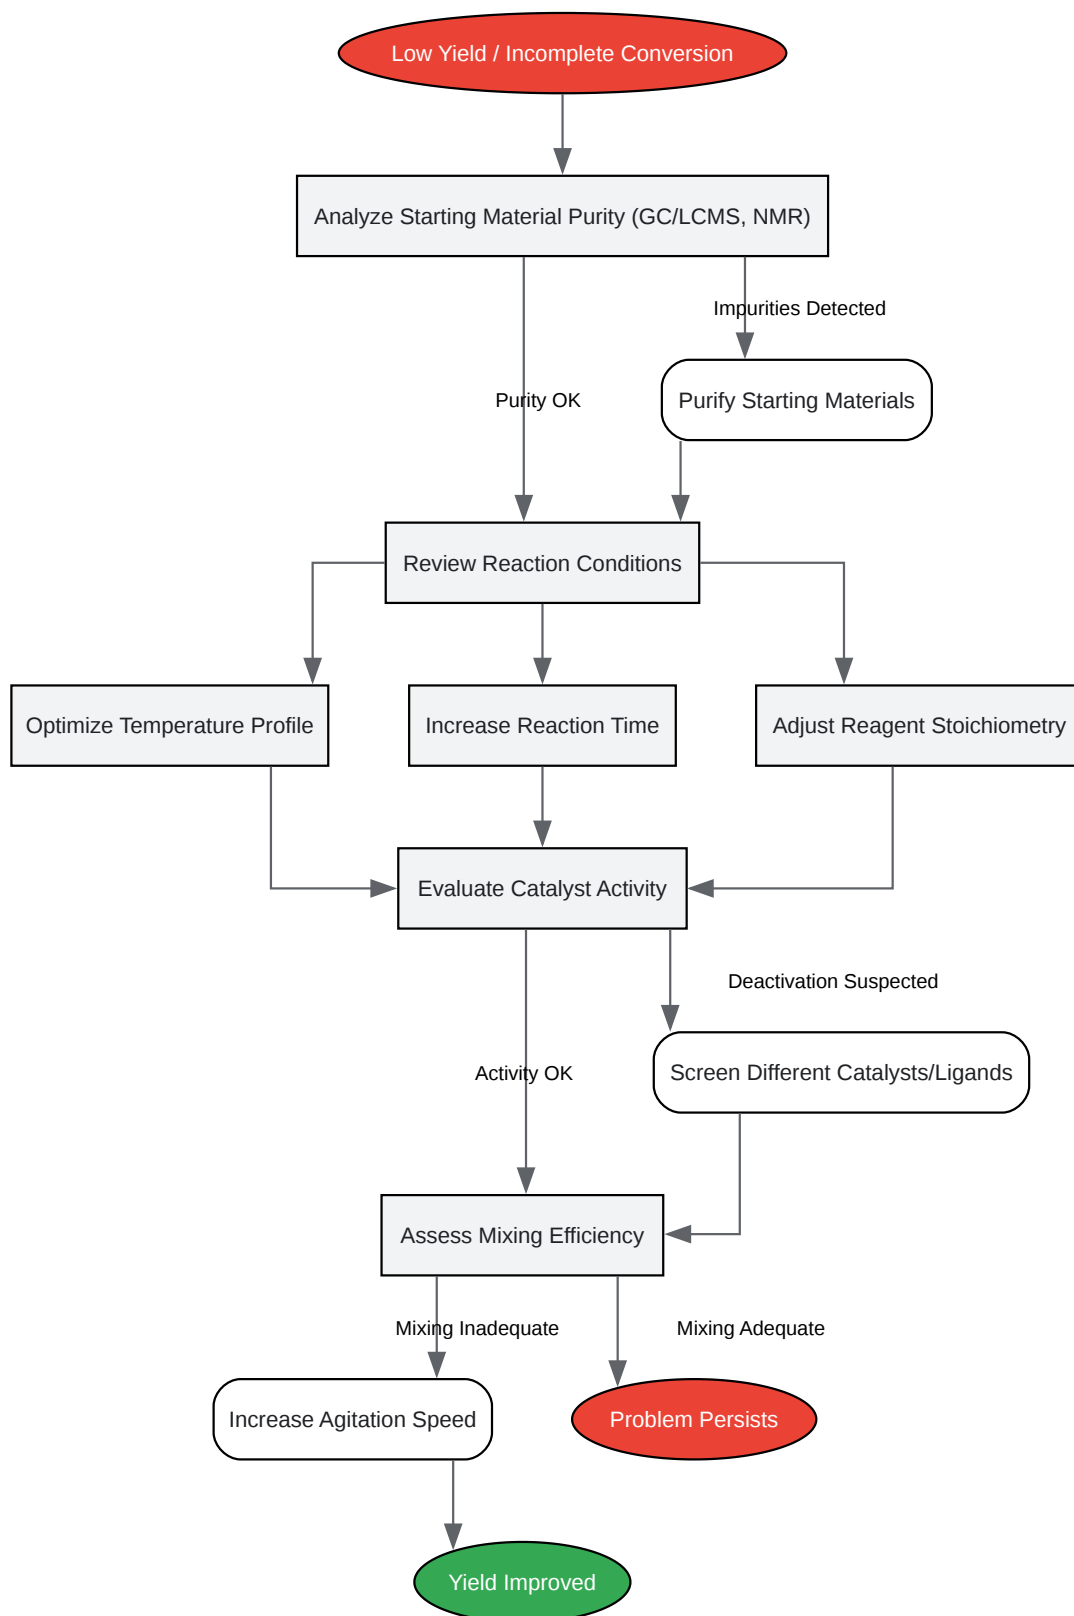 Low Yield / Incomplete Conversion
Analyze Starting Material Purity (GC/LCMS, NMR)
Impurities Detected
Purity OK
Purify Starting Materials
Review Reaction Conditions
Optimize Temperature Profile
Increase Reaction Time
Adjust Reagent Stoichiometry
Evaluate Catalyst Activity
Deactivation Suspected
Activity OK
Screen Different Catalysts/Ligands
Assess Mixing Efficiency
Mixing Inadequate
Mixing Adequate
Increase Agitation Speed
Problem Persists
Yield Improved